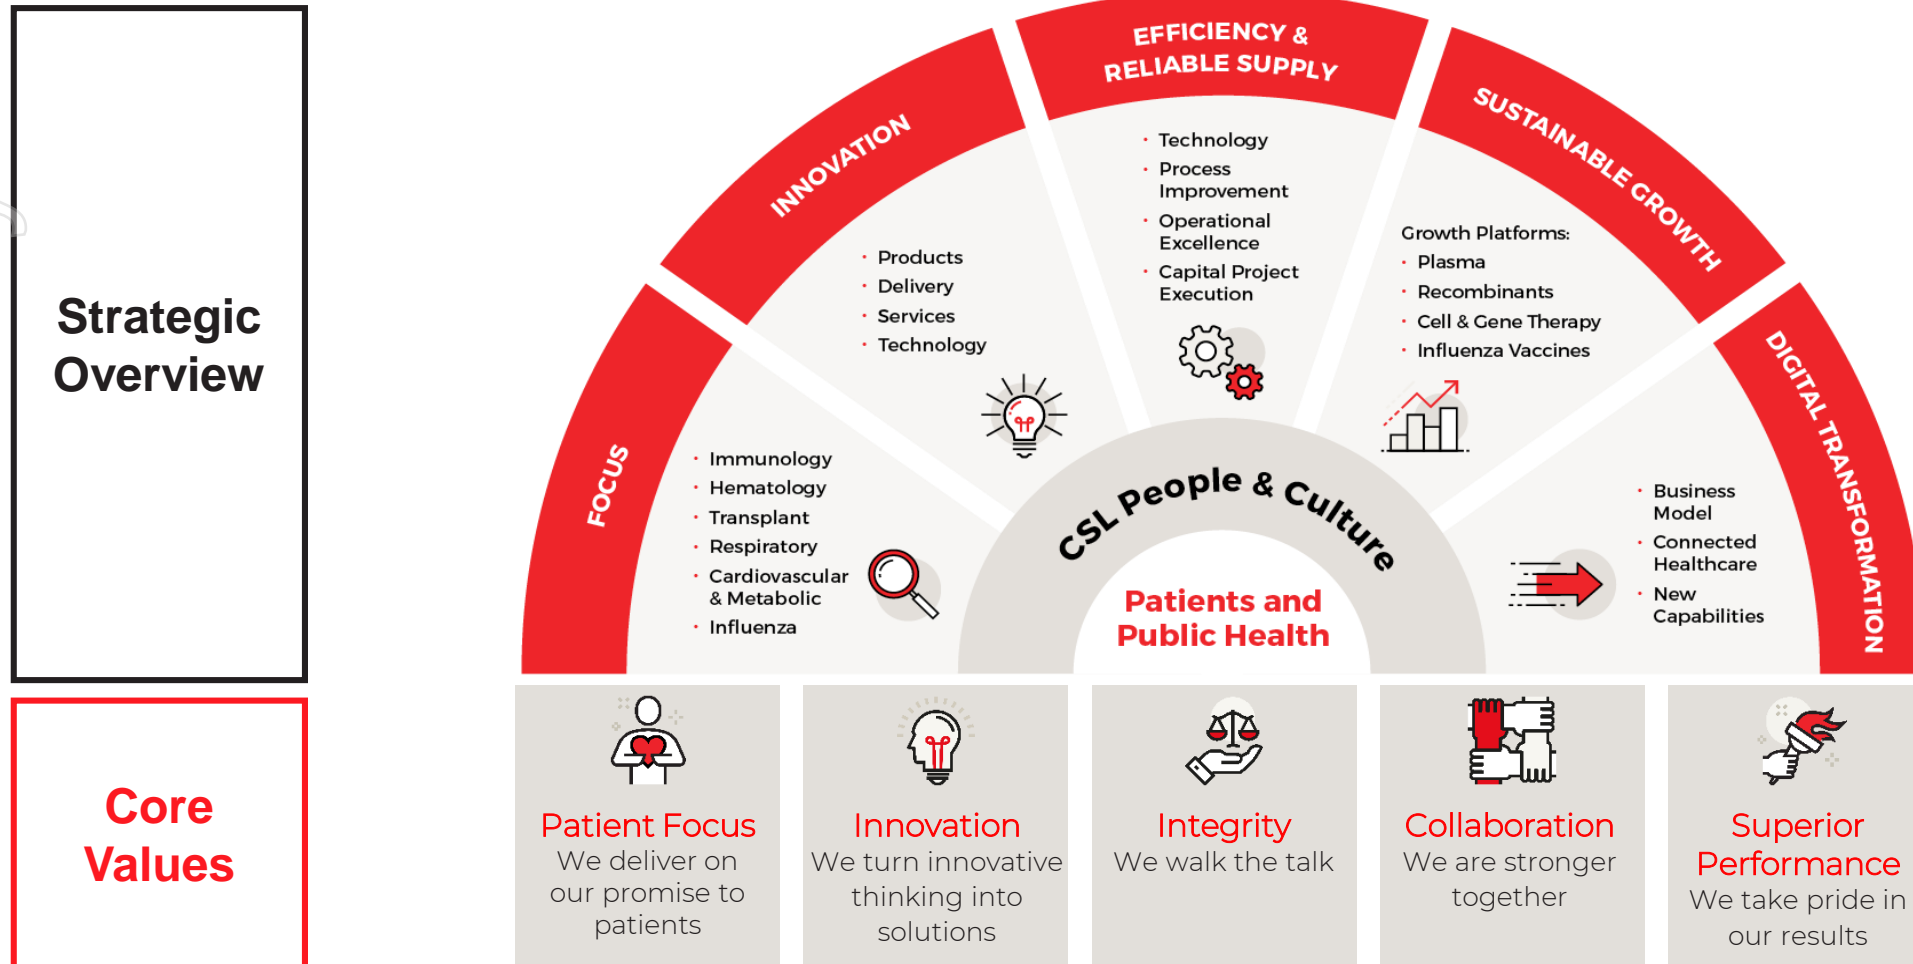 Strategic
Overview
FOCUS
• Immunology
• Hematology
• Transplant
• Respiratory
• Cardiovascular
& Metabolic
• Influenza
INNOVATION
• Products
• Delivery
• Services
• Technology
EFFICIENCY &
RELIABLE SUPPLY
• Technology
• Process
Improvement
• Operational
Excellence
• Capital Project
Execution
SUSTAINABLE GROWTH
Growth Platforms:
• Plasma
• Recombinants
• Cell & Gene Therapy
• Influenza Vaccines
DIGITAL TRANSFORMATION
• Business
Model
• Connected
Healthcare
• New
Capabilities
CSL People & Culture
Patients and
Public Health
Core
Values
Patient Focus
We deliver on
our promise to
patients
Innovation
We turn innovative
thinking into
solutions
Integrity
We walk the talk
Collaboration
We are stronger
together
Superior
Performance
We take pride in
our results